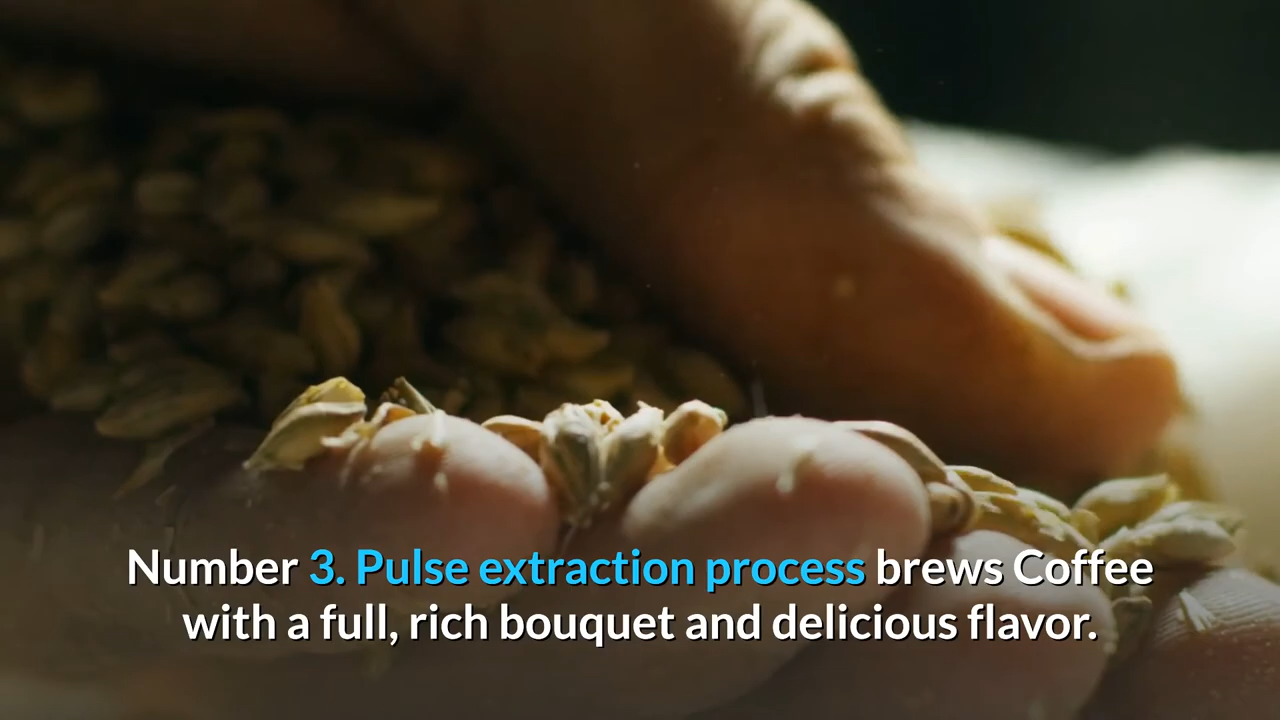 Number 3. Pulse extraction process brews Coffee
with a full, rich bouquet and delicious flavor.